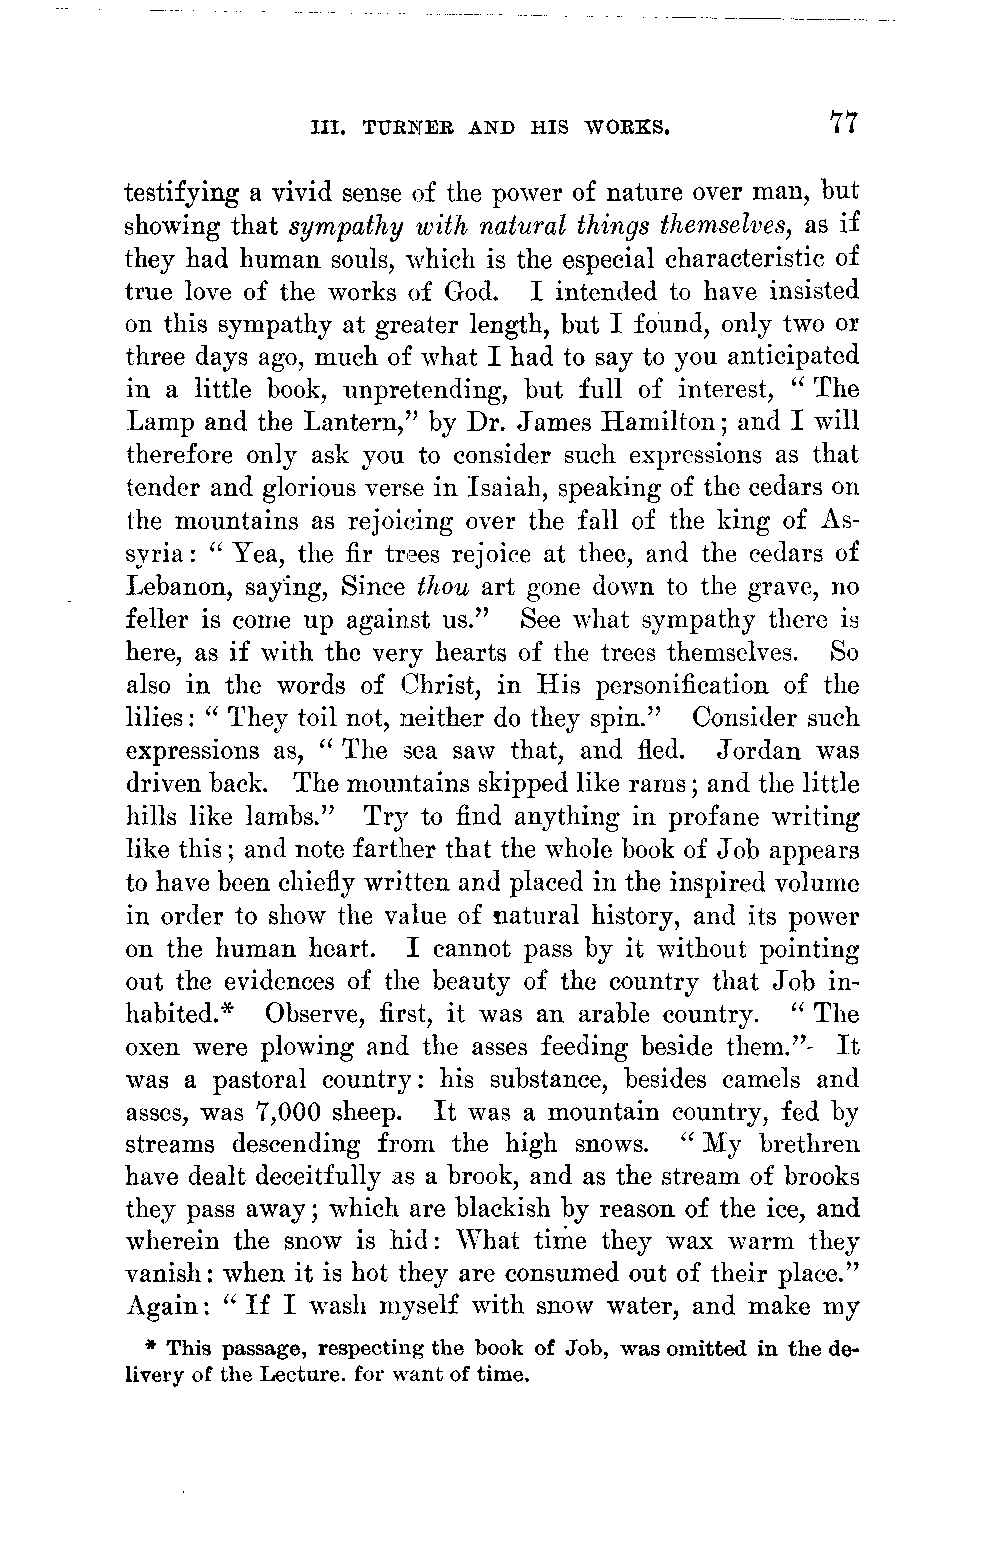 III. TURNER AND HIS WORKS. 77
testifying a vivid sense of the power of nature over man, but
showing that sympathy with natural things themselves, as if
they had human souls, which is the especial characteristic of
true love of the works of God. I intended to have insisted
on this sympathy at greater length, but I found, only two or
three days ago, much of what I had to say to you anticipated
in a little book, unpretending, but full of interest, “ The
Lamp and the Lantern,” by Dr. James Hamilton; and I will
therefore only ask you to consider such expressions as that
tender and glorious verse in Isaiah, speaking of the cedars on
the mountains as rejoicing over the fall of the king of As-
syria: “ Yea, the fir trees rejoice at thee, and the cedars of
Lebanon, saying, Since thou art gone down to the grave, no
feller is come up against us.” See what sympathy there is
here, as if with the very hearts of the trees themselves. So
also in the words of Christ, in His personification of the
lilies: “ They toil not, neither do they spin.” Consider such
expressions as, “ The sea saw that, and fled. Jordan was
driven back. The mountains skipped like rams; and the little
hills like lambs.” Try to find anything in profane writing
like this; and note farther that the whole book of Job appears
to have been chiefly written and placed in the inspired volume
in order to show the value of natural history, and its power
on the human heart. I cannot pass by it without pointing
out the evidences of the beauty of the country that Job in-
habited.* Observe, first, it was an arable country. “ The
oxen were plowing and the asses feeding beside them.” It
was a pastoral country: his substance, besides camels and
asses, was 7,000 sheep. It was a mountain country, fed by
streams descending from the high snows. “ My brethren
have dealt deceitfully as a brook, and as the stream of brooks
they pass away; which are blackish by reason of the ice, and
wherein the snow is hid: What time they wax warm they
vanish: when it is hot they are consumed out of their place.”
Again: “ If I wash myself with snow water, and make my
* This passage, respecting the book of Job, was omitted in the de-
livery of the Lecture. for want of time.